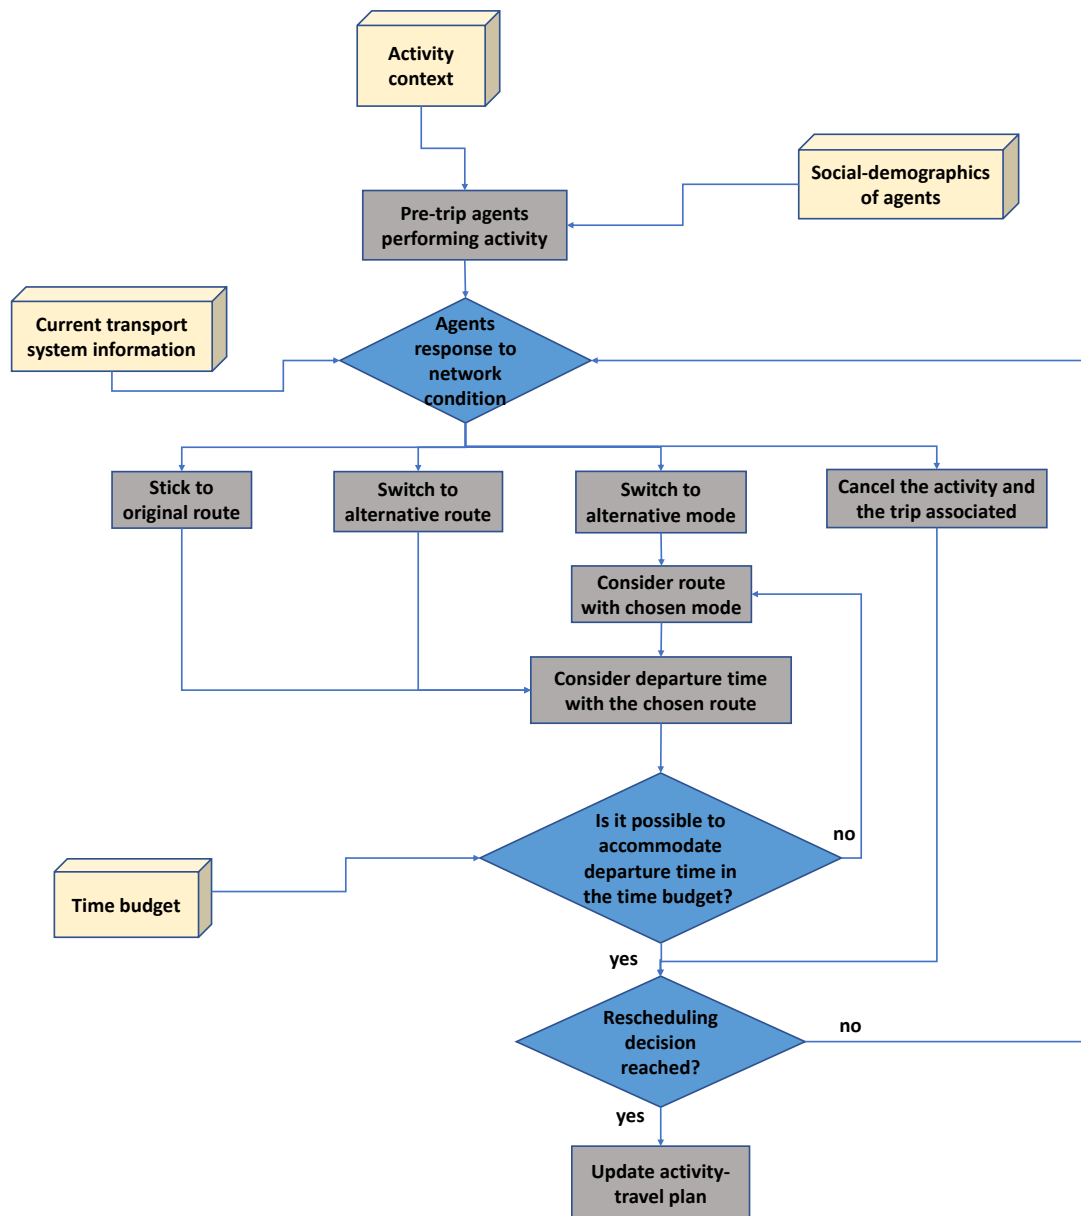 Activity
context
Social-demographics
of agents
Pre-trip agents
performing activity
Current transport
system information
Agents
response to
network
condition
Stick to
original route
Switch to
alternative route
Switch to
alternative mode
Cancel the activity and
the trip associated
Consider route
with chosen mode
Consider departure time
with the chosen route
Is it possible to
accommodate
departure time in
the time budget?
no
Time budget
yes
Rescheduling
decision
reached?
no
yes
Update activity-
travel plan